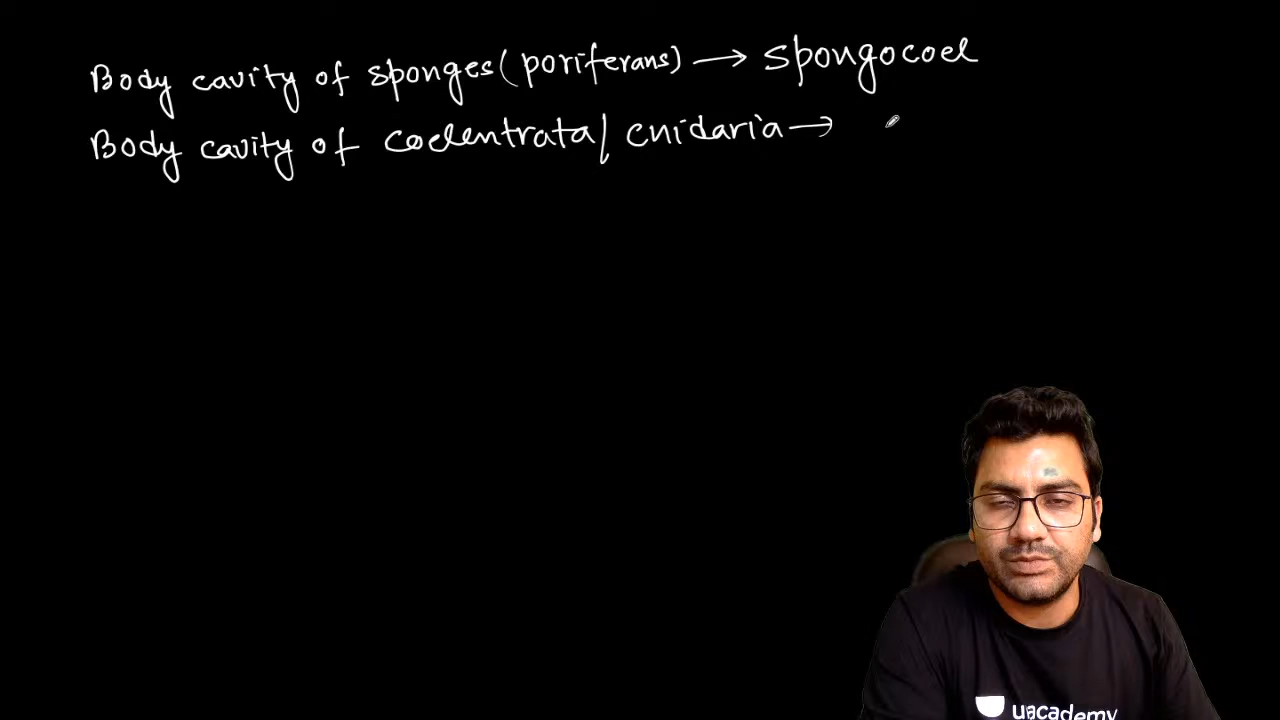 Body cavity of sponges (poriferans) → spongocoel
Body cavity of coelentrata/ cnidaria →
unacademy